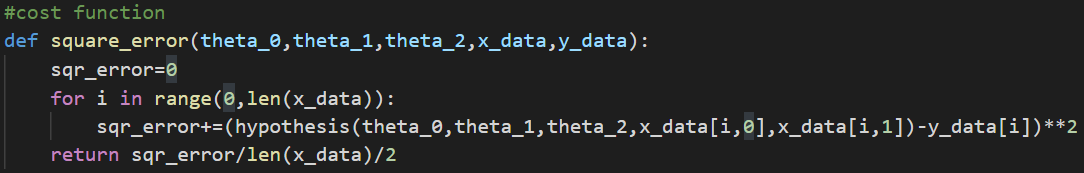 #cost function
def square_error(theta_0,theta_1,theta_2,x_data,y_data):
    sqr_error=0
    for i in range(0,len(x_data)):
        sqr_error+=(hypothesis(theta_0,theta_1,theta_2,x_data[i,0],x_data[i,1])-y_data[i])**2
    return sqr_error/len(x_data)/2